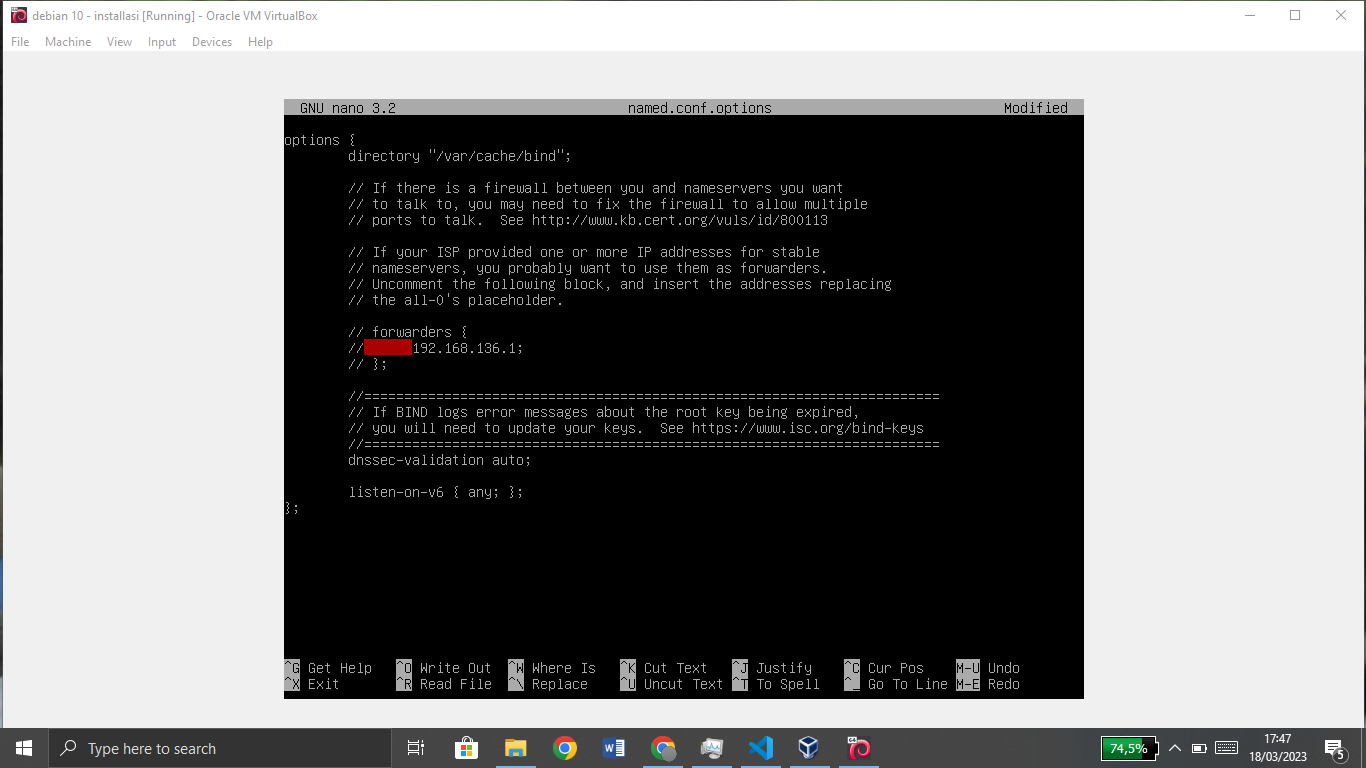 debian 10 - installasi [Running] - Oracle VM VirtualBox
File Machine View Input Devices Help
GNU nano 3.2 named.conf.options Modified
options {
directory "/var/cache/bind";
// If there is a firewall between you and nameservers you want
// to talk to, you may need to fix the firewall to allow multiple
// ports to talk.  See http://www.kb.cert.org/vuls/id/800113
// If your ISP provided one or more IP addresses for stable
// nameservers, you probably want to use them as forwarders.
// Uncomment the following block, and insert the addresses replacing
// the all-0's placeholder.
// forwarders {
// 192.168.136.1;
// };
//========================================================================
// If BIND logs error messages about the root key being expired,
// you will need to update your keys.  See https://www.isc.org/bind-keys
//========================================================================
dnssec-validation auto;
listen-on-v6 { any; };
};
^G Get Help ^O Write Out ^W Where Is ^K Cut Text ^J Justify ^C Cur Pos M-U Undo
^X Exit ^R Read File ^\ Replace ^U Uncut Text ^T To Spell ^_ Go To Line M-E Redo
Type here to search
74,5%
17:47
18/03/2023
5